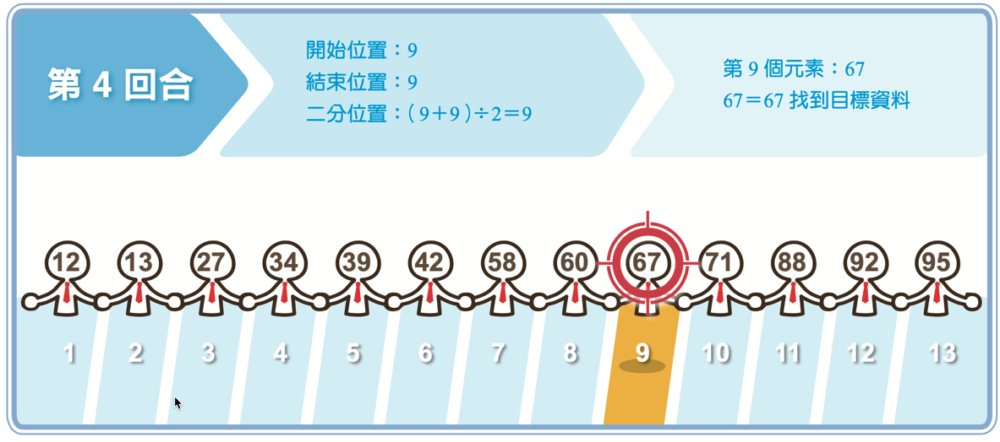 第 4 回合
開始位置：9
結束位置：9
二分位置：(9＋9)÷2＝9
第 9 個元素：67
67＝67 找到目標資料
12 13 27 34 39 42 58 60 67 71 88 92 95
1 2 3 4 5 6 7 8 9 10 11 12 13